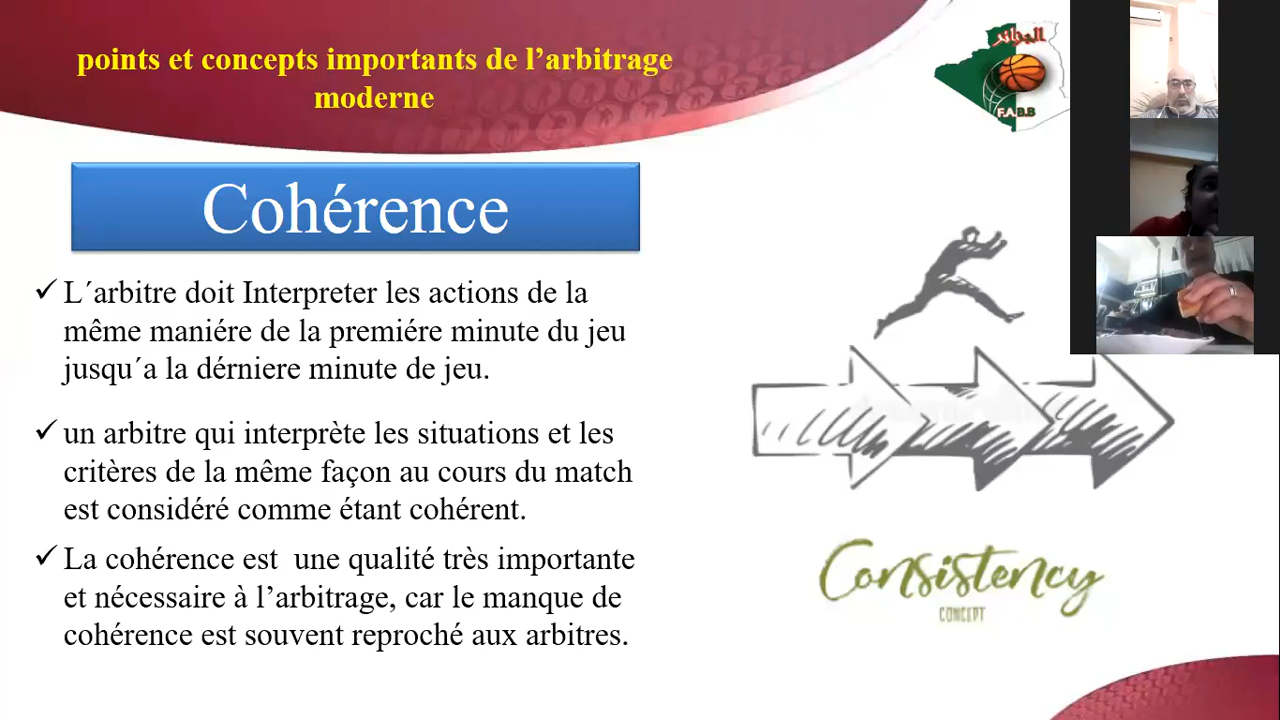 points et concepts importants de l’arbitrage
moderne
الجزائر
F.A.B.B
Cohérence
✓ L´arbitre doit Interpreter les actions de la
même maniére de la premiére minute du jeu
jusqu´a la dérniere minute de jeu.
✓ un arbitre qui interprète les situations et les
critères de la même façon au cours du match
est considéré comme étant cohérent.
✓ La cohérence est  une qualité très importante
et nécessaire à l’arbitrage, car le manque de
cohérence est souvent reproché aux arbitres.
Consistency
CONCEPT